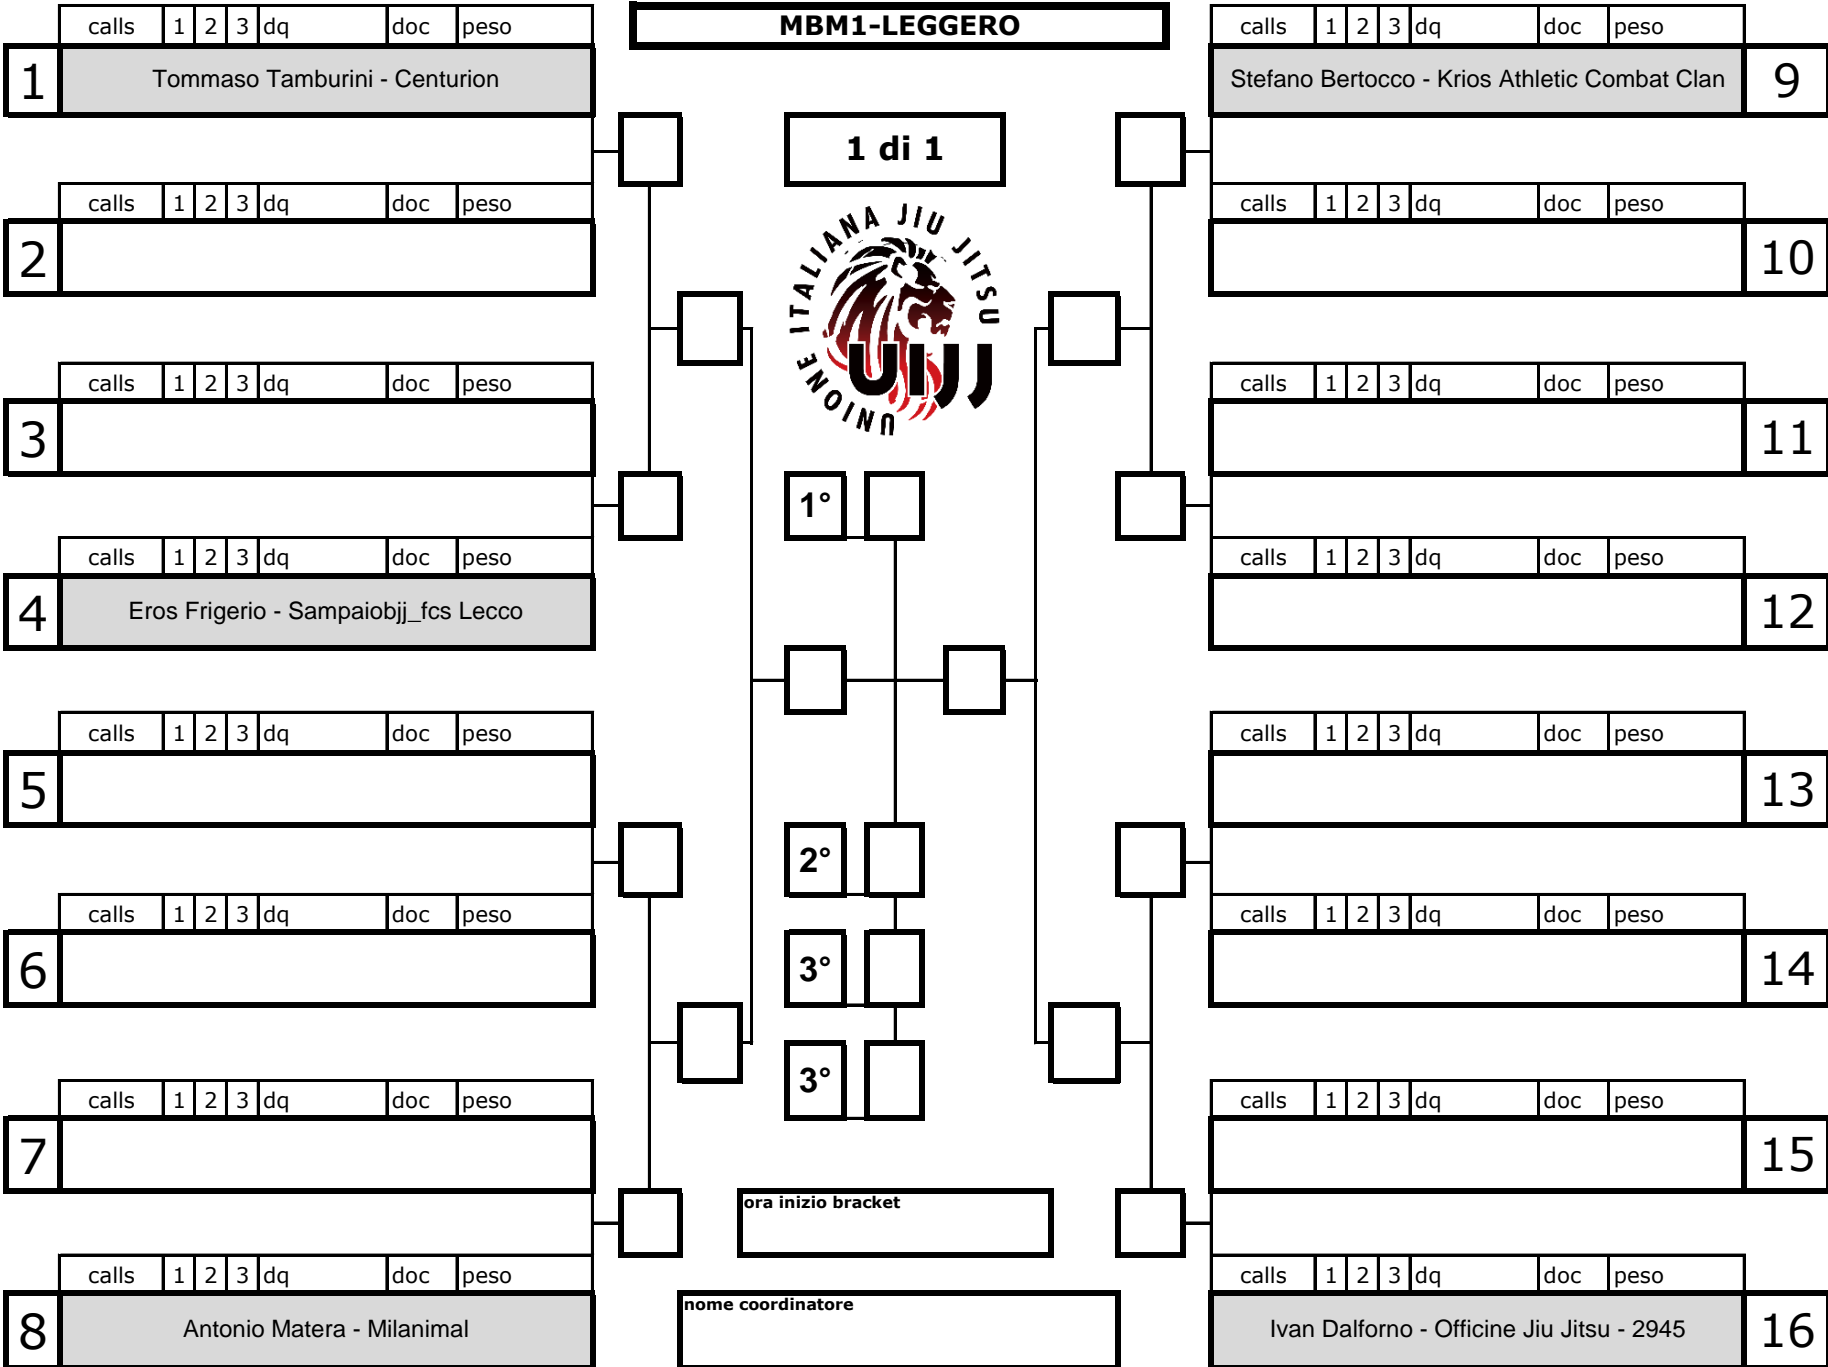 MBM1-LEGGERO
1 di 1
UNIONE ITALIANA JIU JITSU
UIJJ
calls 1 2 3 dq doc peso
1 Tommaso Tamburini - Centurion
calls 1 2 3 dq doc peso
2
calls 1 2 3 dq doc peso
3
calls 1 2 3 dq doc peso
4 Eros Frigerio - Sampaiobjj_fcs Lecco
calls 1 2 3 dq doc peso
5
calls 1 2 3 dq doc peso
6
calls 1 2 3 dq doc peso
7
calls 1 2 3 dq doc peso
8 Antonio Matera - Milanimal
1°
2°
3°
3°
ora inizio bracket
nome coordinatore
calls 1 2 3 dq doc peso
Stefano Bertocco - Krios Athletic Combat Clan 9
calls 1 2 3 dq doc peso
10
calls 1 2 3 dq doc peso
11
calls 1 2 3 dq doc peso
12
calls 1 2 3 dq doc peso
13
calls 1 2 3 dq doc peso
14
calls 1 2 3 dq doc peso
15
calls 1 2 3 dq doc peso
Ivan Dalforno - Officine Jiu Jitsu - 2945 16